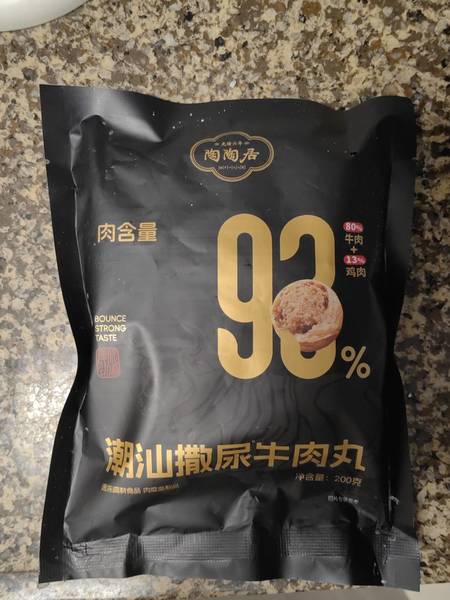 陶陶居
肉含量
93%
80%
牛肉
+
13%
鸡肉
BOUNCE
STRONG
TASTE
潮汕撒尿牛肉丸
净含量：200克